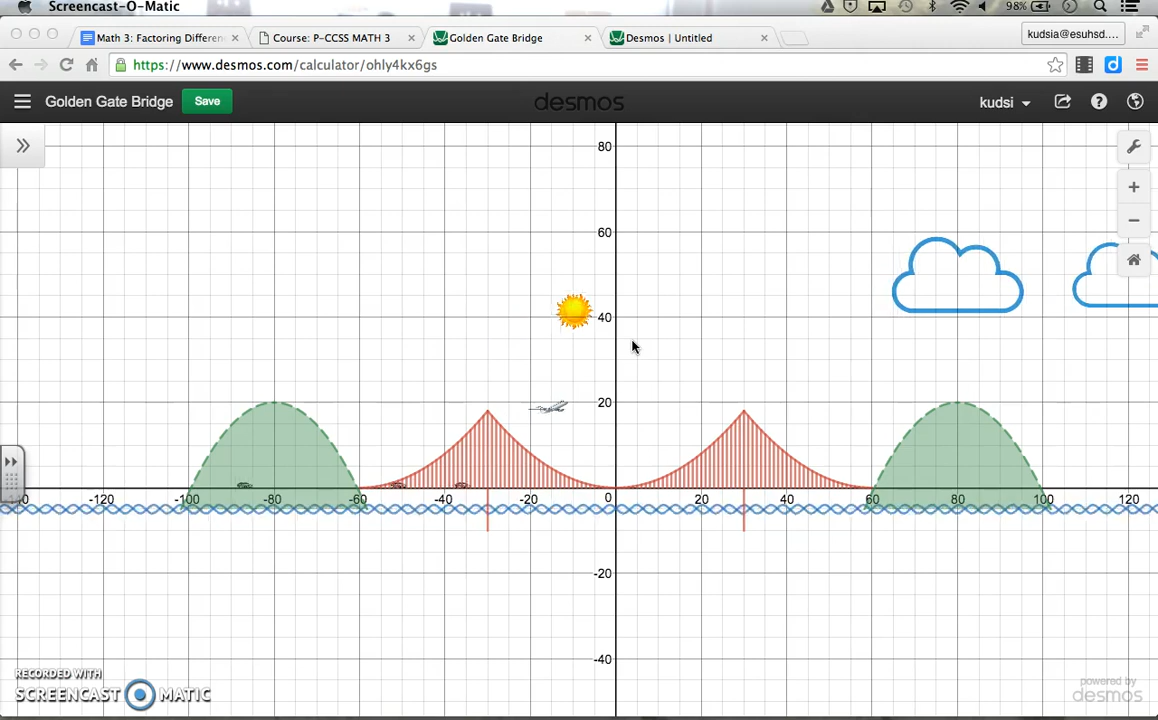 Screencast-O-Matic
98%
Math 3: Factoring Differen
Course: P-CCSS MATH 3
Golden Gate Bridge
Desmos | Untitled
kudsia@esuhsd....
https://www.desmos.com/calculator/ohly4kx6gs
Golden Gate Bridge
Save
desmos
kudsi
80
60
40
20
-120
-100
-80
-60
-40
-20
0
20
40
60
80
100
120
-20
-40
RECORDED WITH
SCREENCAST MATIC
powered by
desmos